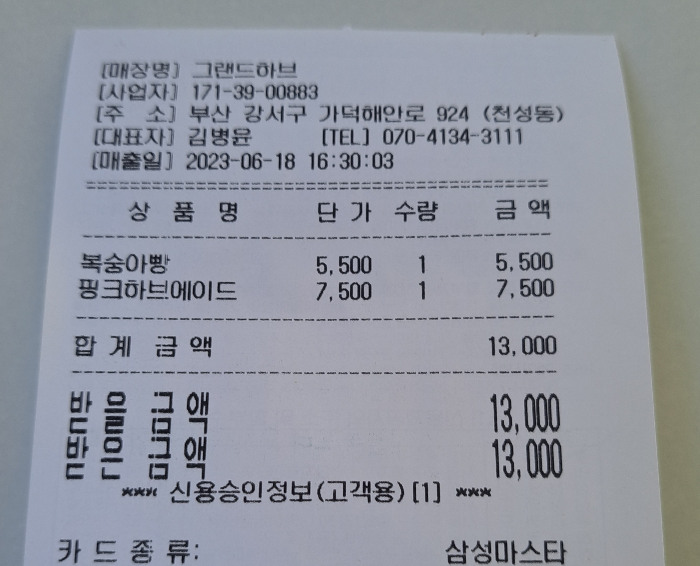 [매장명] 그랜드하브
[사업자] 171-39-00883
[주 소] 부산 강서구 가덕해안로 924 (천성동)
[대표자] 김병윤 [TEL] 070-4134-3111
[매출일] 2023-06-18 16:30:03
상 품 명 단 가 수량 금 액
복숭아빵 5,500 1 5,500
핑크하브에이드 7,500 1 7,500
합 계 금 액 13,000
받 을 금 액 13,000
받 은 금 액 13,000
*** 신용승인정보(고객용)[1] ***
카 드 종 류: 삼성마스타